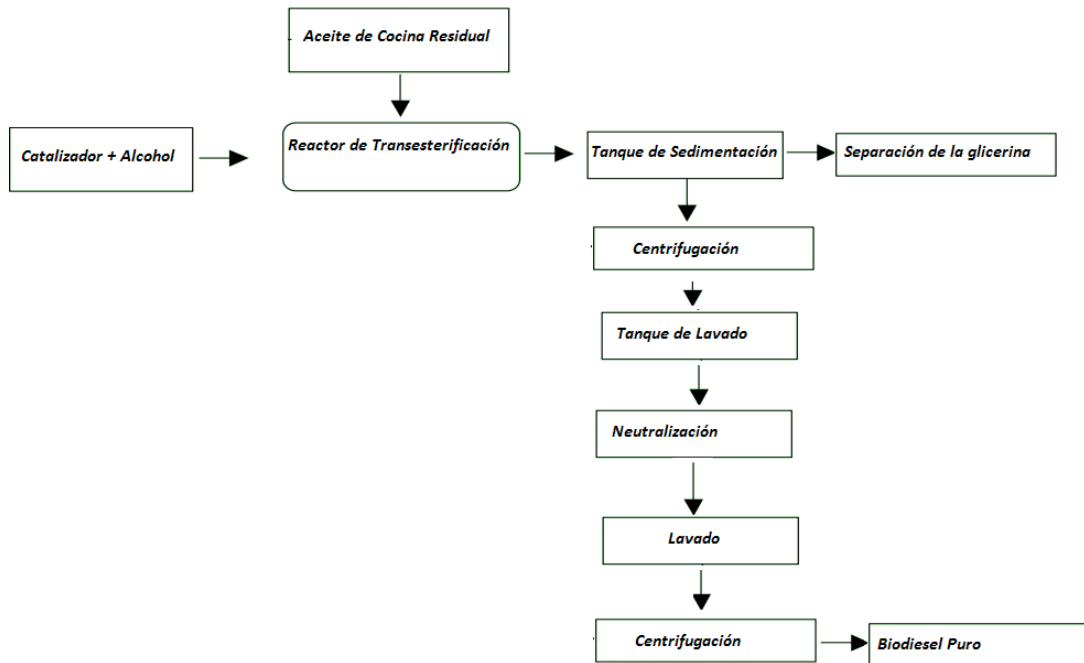 Aceite de Cocina Residual
Catalizador + Alcohol
Reactor de Transesterificación
Tanque de Sedimentación
Separación de la glicerina
Centrifugación
Tanque de Lavado
Neutralización
Lavado
Centrifugación
Biodiesel Puro